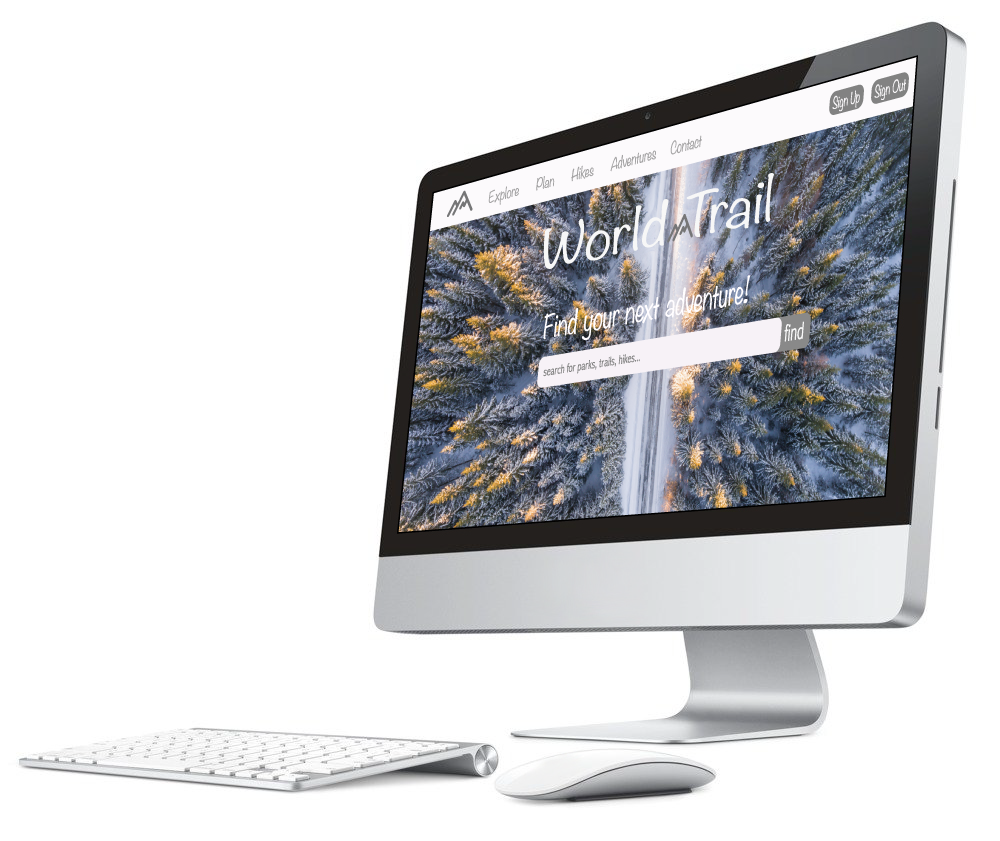 Explore Plan Hikes Adventures Contact Sign Up Sign Out
World Trail
Find your next adventure!
search for parks, trails, hikes... find